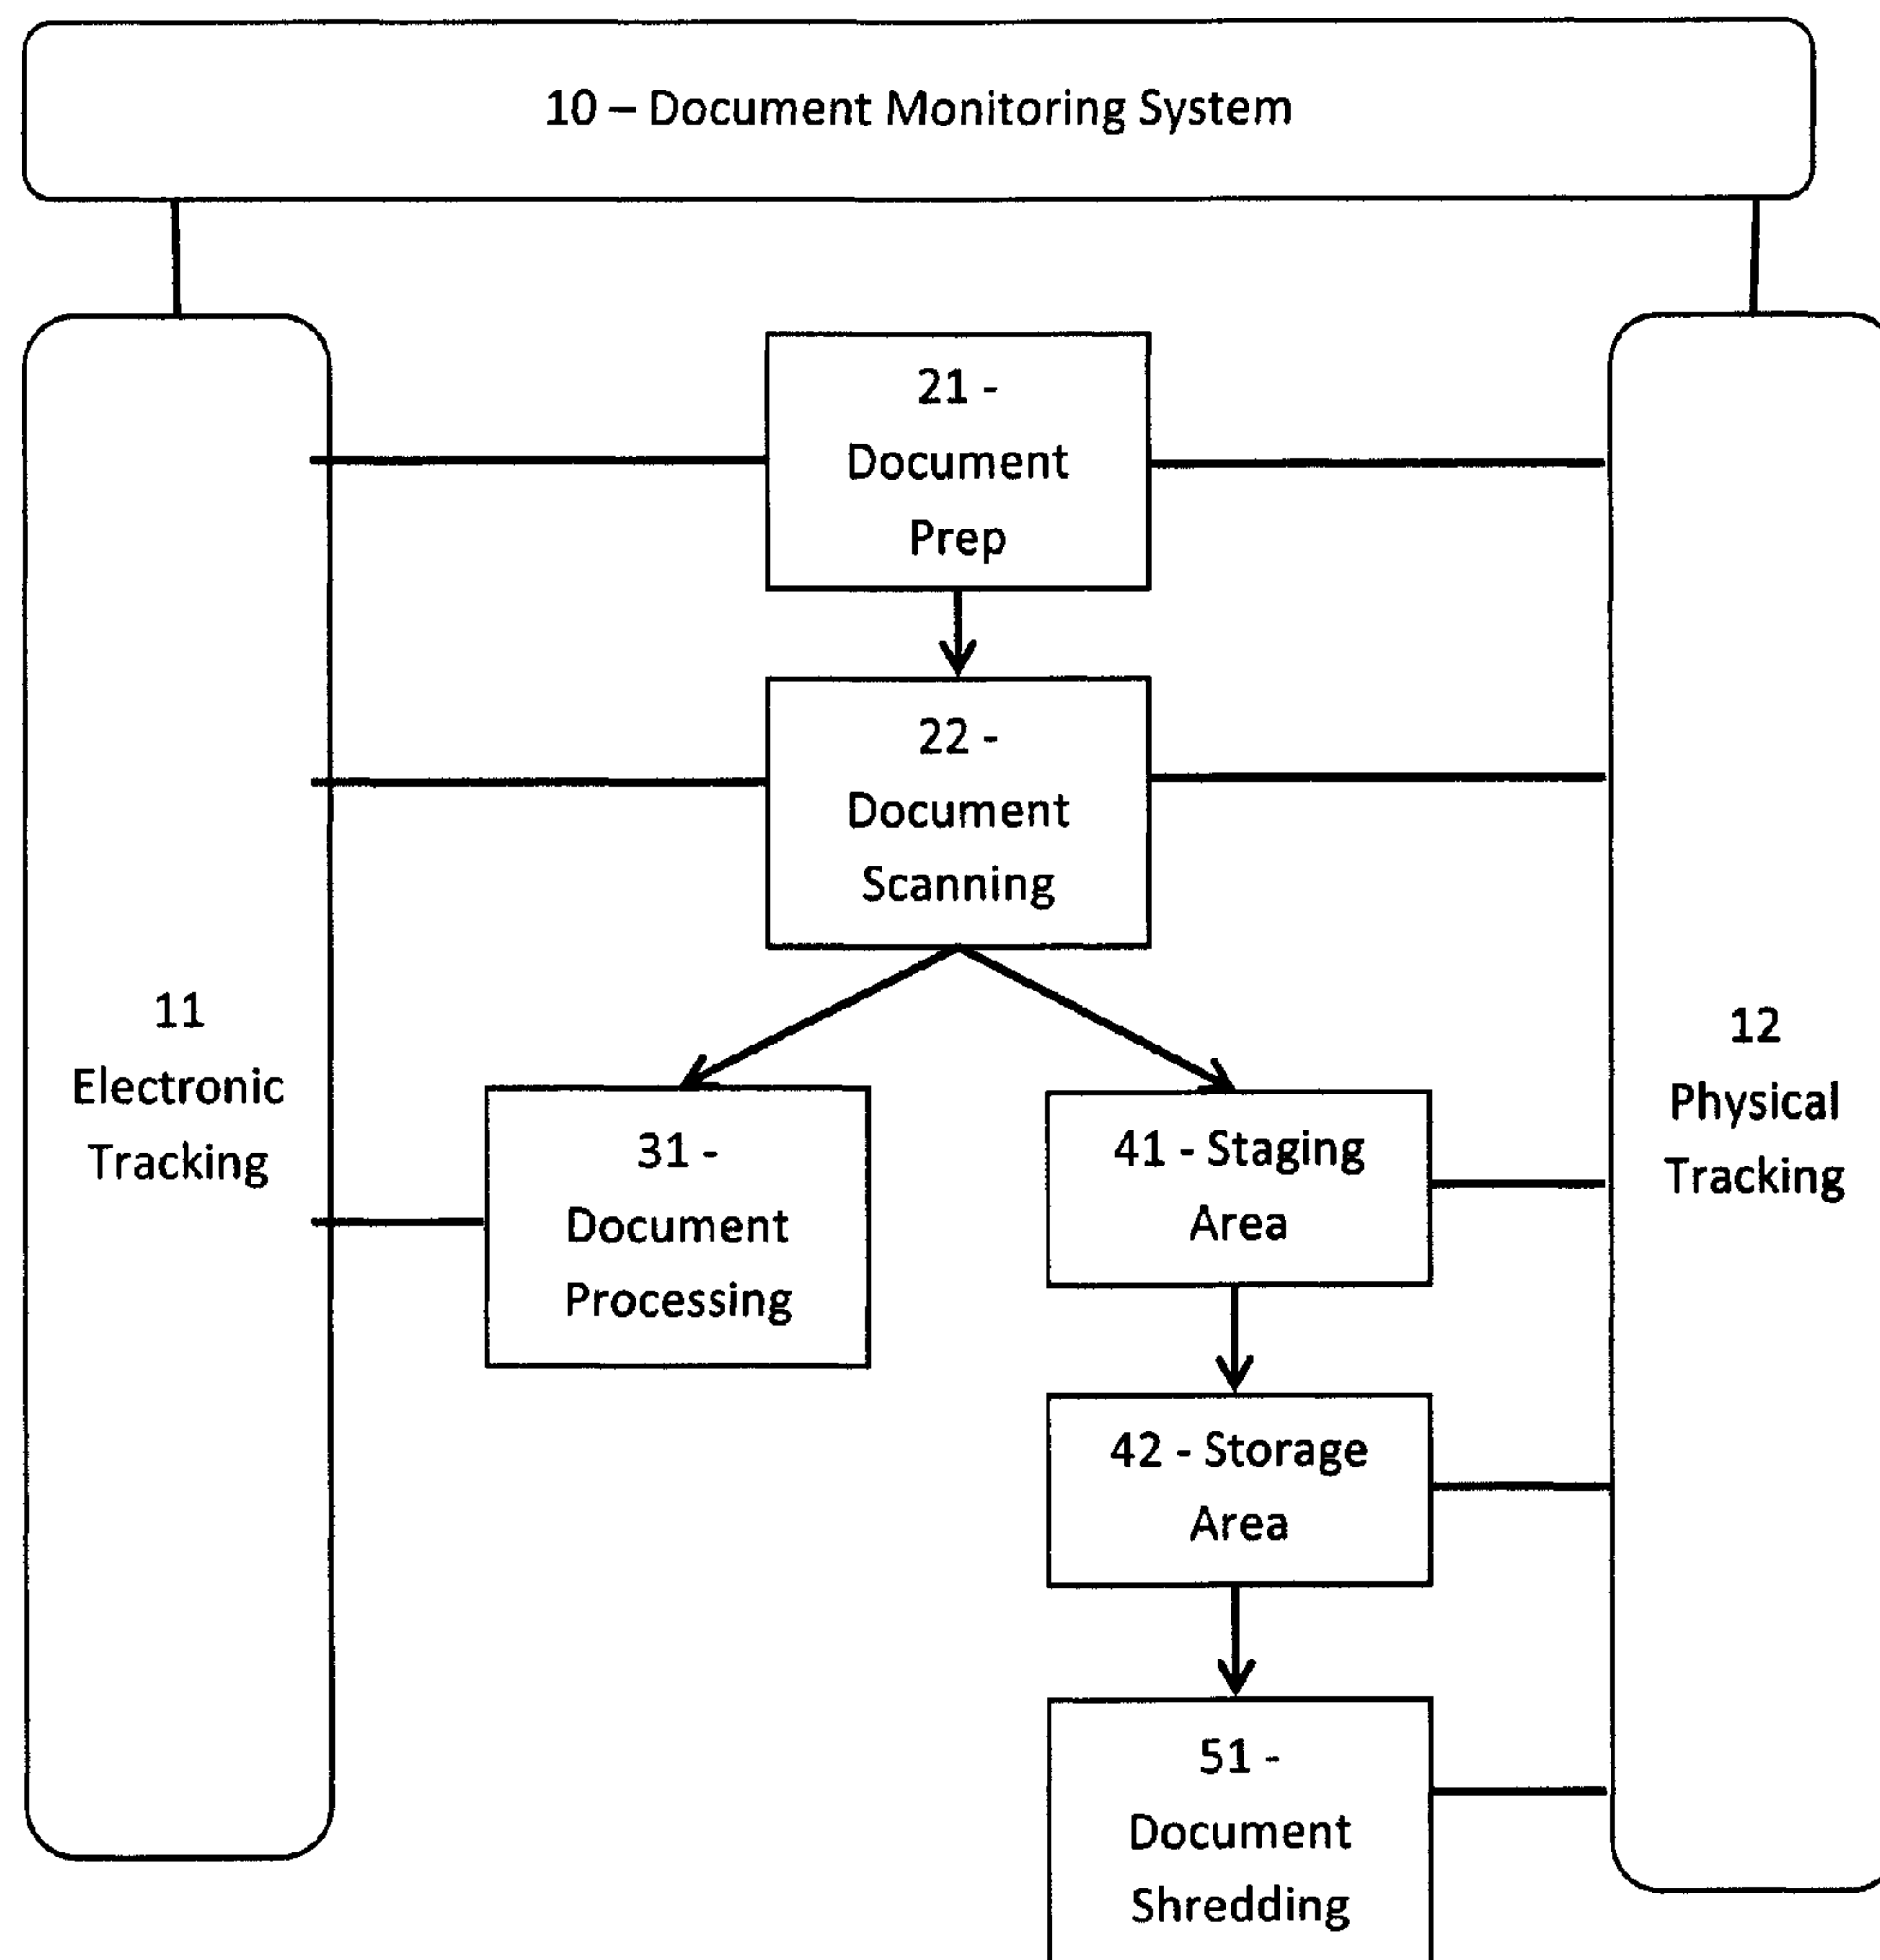 10 – Document Monitoring System
21 -
Document
Prep
22 -
Document
Scanning
11
Electronic
Tracking
12
Physical
Tracking
31 -
Document
Processing
41 - Staging
Area
42 - Storage
Area
51 -
Document
Shredding